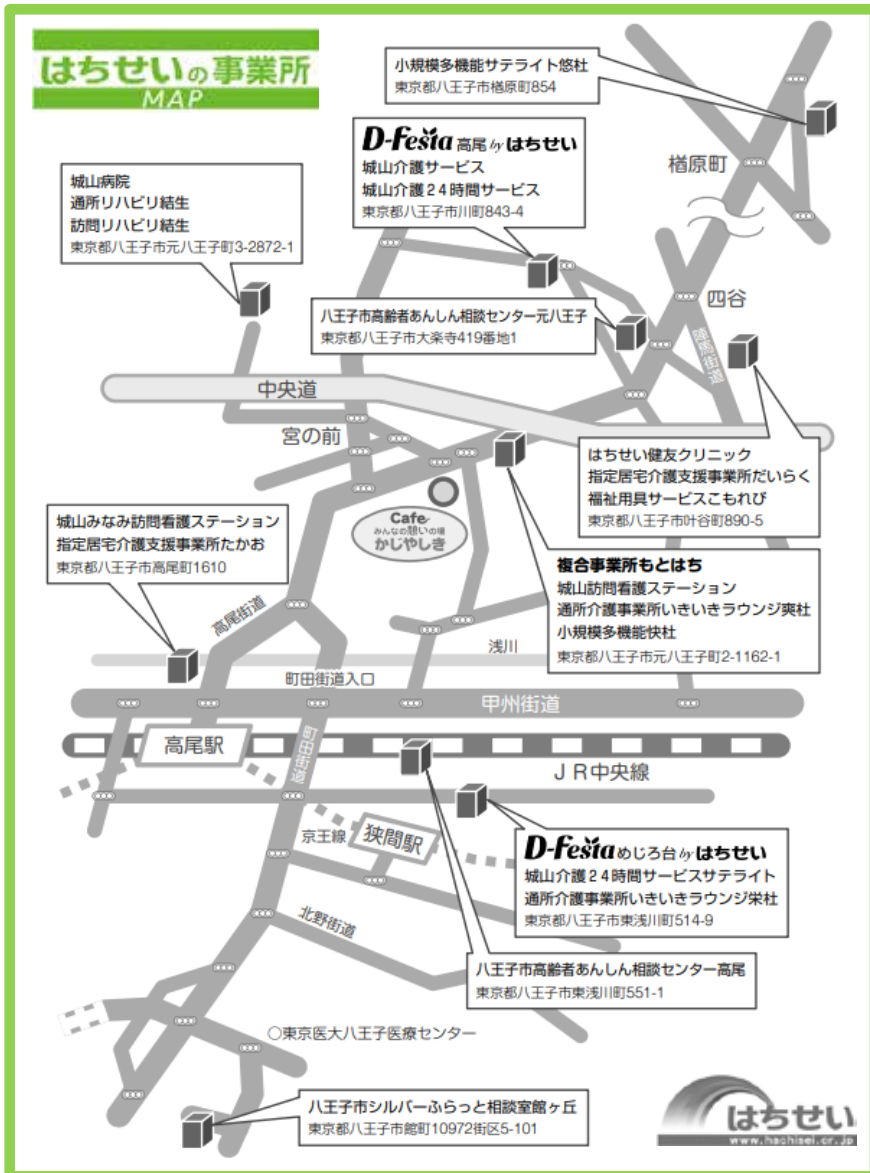 はちせいの事業所
MAP
小規模多機能サテライト悠杜
東京都八王子市楢原町854
D-Festa 高尾 by はちせい
城山介護サービス
城山介護24時間サービス
東京都八王子市川町843-4
楢原町
城山病院
通所リハビリ結生
訪問リハビリ結生
東京都八王子市元八王子町3-2872-1
八王子市高齢者あんしん相談センター元八王子
東京都八王子市大楽寺419番地1
四谷
陣馬街道
中央道
宮の前
はちせい健友クリニック
指定居宅介護支援事業所だいらく
福祉用具サービスこもれび
東京都八王子市叶谷町890-5
Cafe
みんなの憩いの場
かじやしき
城山みなみ訪問看護ステーション
指定居宅介護支援事業所たかお
東京都八王子市高尾町1610
複合事業所もとはち
城山訪問看護ステーション
通所介護事業所いきいきラウンジ爽杜
小規模多機能快杜
東京都八王子市元八王子町2-1162-1
高尾街道
浅川
町田街道入口
甲州街道
高尾駅
町田街道
JR中央線
京王線
狭間駅
D-Festa めじろ台 by はちせい
城山介護24時間サービスサテライト
通所介護事業所いきいきラウンジ栄杜
東京都八王子市東浅川町514-9
北野街道
八王子市高齢者あんしん相談センター高尾
東京都八王子市東浅川町551-1
○東京医大八王子医療センター
八王子市シルバーふらっと相談室館ヶ丘
東京都八王子市館町10972街区5-101
はちせい
www.hachisei.or.jp